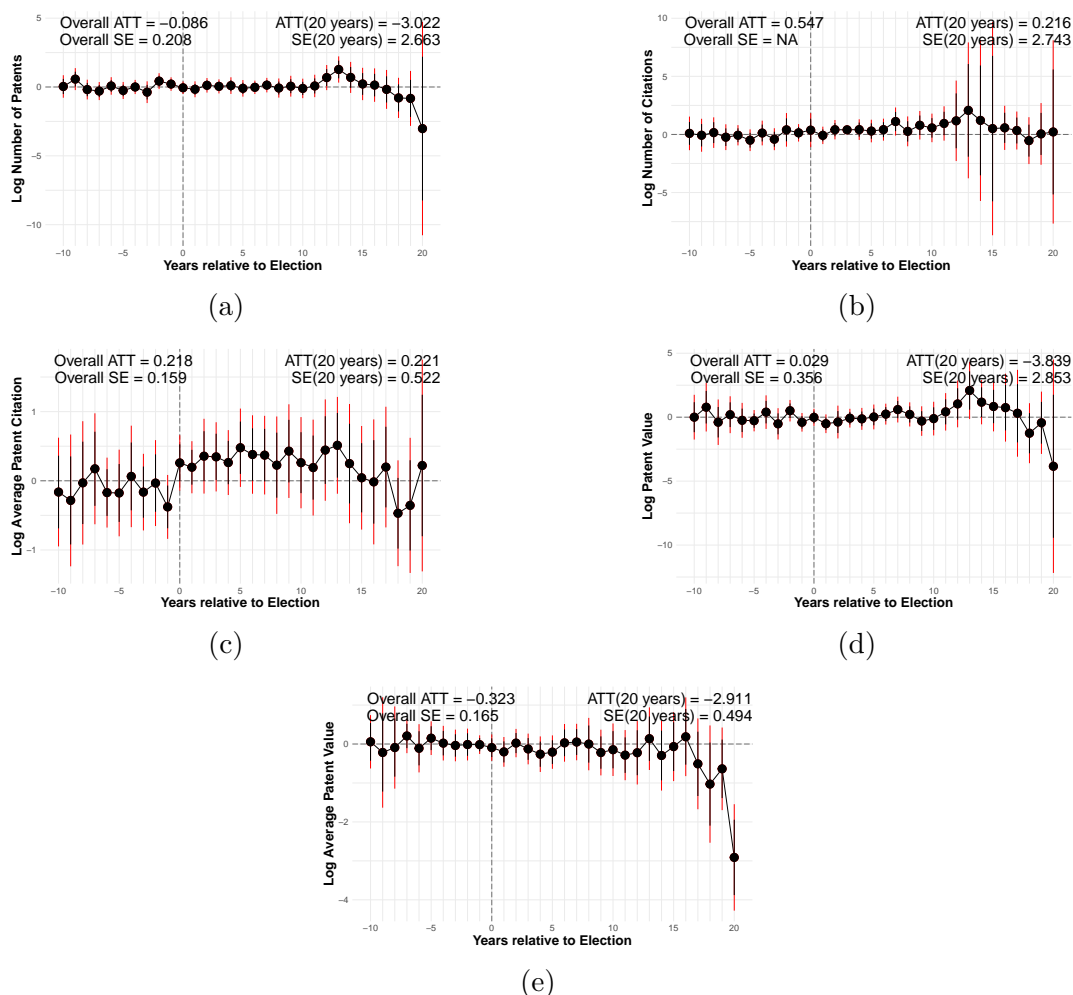 Overall ATT = −0.086 ATT(20 years) = −3.022
Overall SE = 0.208 SE(20 years) = 2.663
Log Number of Patents
5
0
−5
−10
−10 −5 0 5 10 15 20
Years relative to Election
(a)
Overall ATT = 0.547 ATT(20 years) = 0.216
Overall SE = NA SE(20 years) = 2.743
Log Number of Citations
10
5
0
−5
−10 −5 0 5 10 15 20
Years relative to Election
(b)
Overall ATT = 0.218 ATT(20 years) = 0.221
Overall SE = 0.159 SE(20 years) = 0.522
Log Average Patent Citation
1
0
−1
−10 −5 0 5 10 15 20
Years relative to Election
(c)
Overall ATT = 0.029 ATT(20 years) = −3.839
Overall SE = 0.356 SE(20 years) = 2.853
Log Patent Value
5
0
−5
−10
−10 −5 0 5 10 15 20
Years relative to Election
(d)
Overall ATT = −0.323 ATT(20 years) = −2.911
Overall SE = 0.165 SE(20 years) = 0.494
Log Average Patent Value
0
−2
−4
−10 −5 0 5 10 15 20
Years relative to Election
(e)